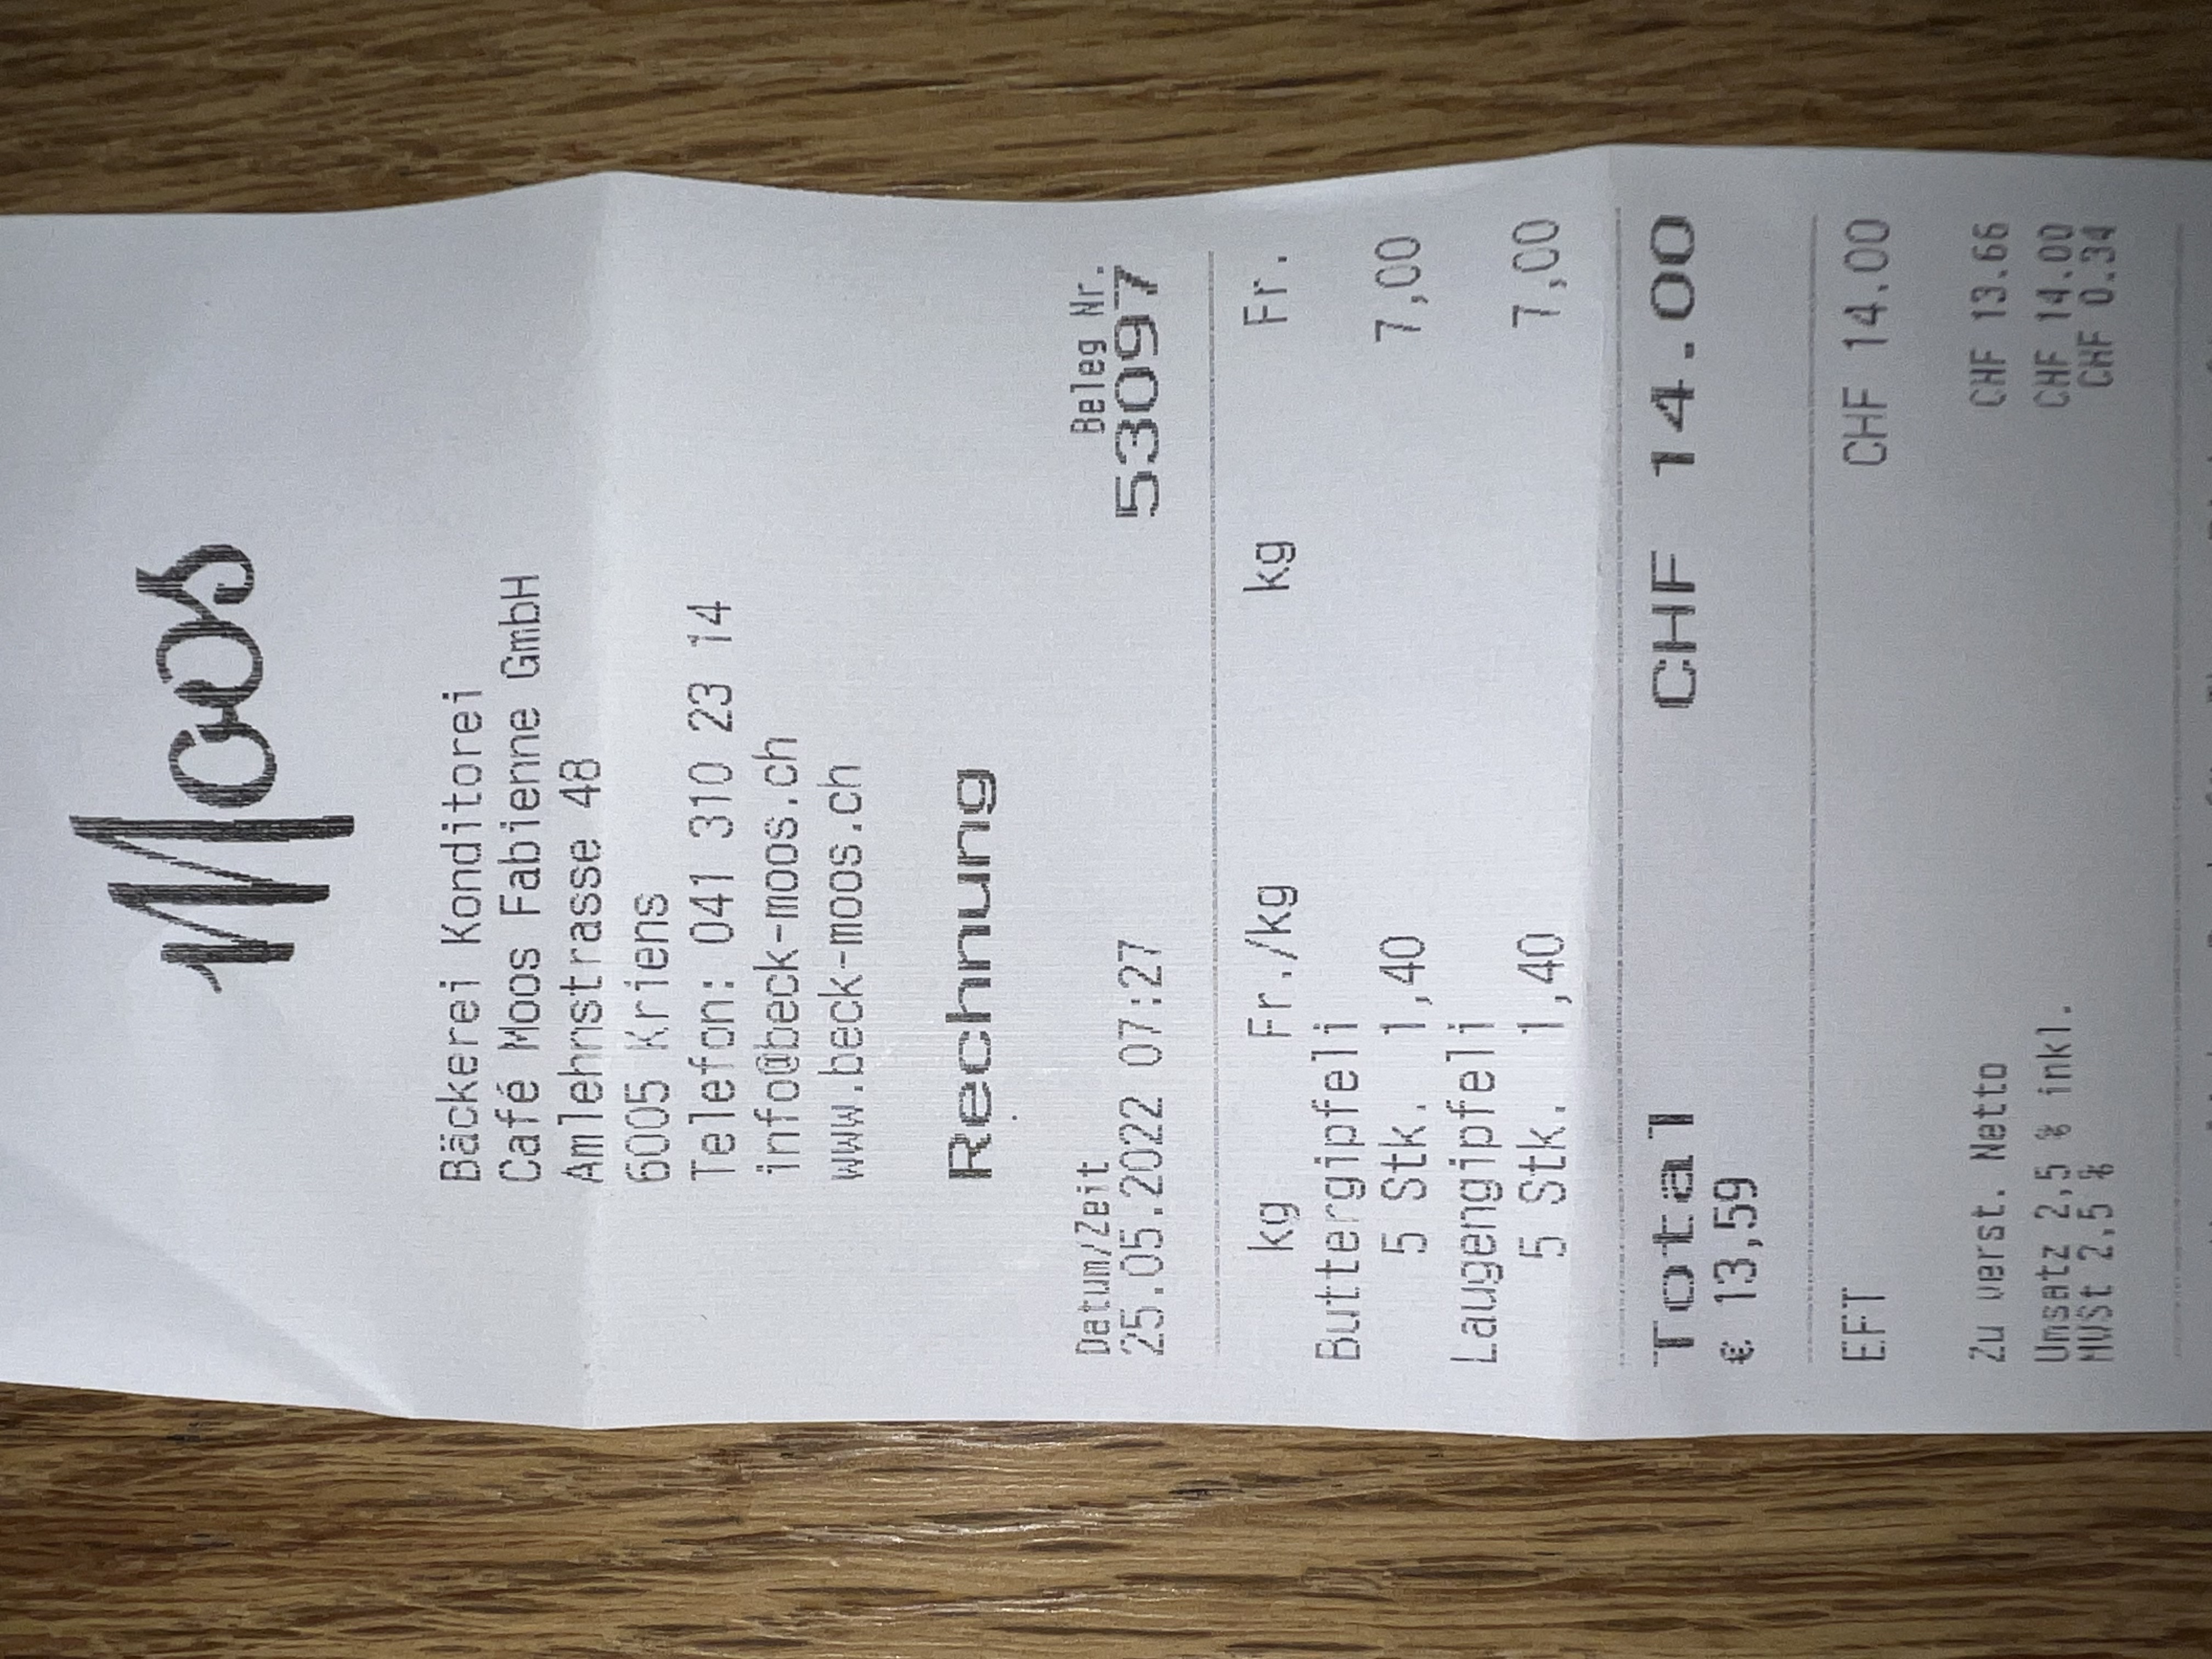 Moos
Bäckerei Konditorei
Café Moos Fabienne GmbH
Amlehnstrasse 48
6005 Kriens
Telefon: 041 310 23 14
info@beck-moos.ch
www.beck-moos.ch
Rechnung
Datum/Zeit Beleg Nr.
25.05.2022 07:27 53097
kg Fr./kg kg Fr.
Buttergipfeli
5 Stk. 1,40 7,00
Laugengipfeli
5 Stk. 1,40 7,00
Total CHF 14.00
€ 13,59
EFT CHF 14.00
Zu verst. Netto CHF 13.66
Umsatz 2,5 % inkl. CHF 14.00
MUSt 2,5 % CHF 0.34